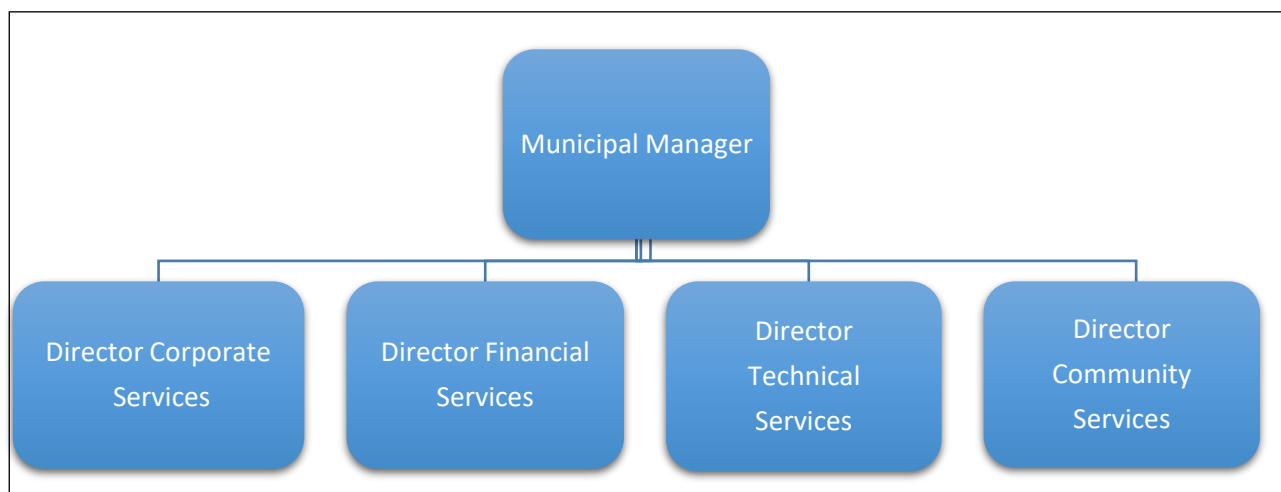 Municipal Manager
Director Corporate
Services
Director Financial
Services
Director
Technical
Services
Director
Community
Services